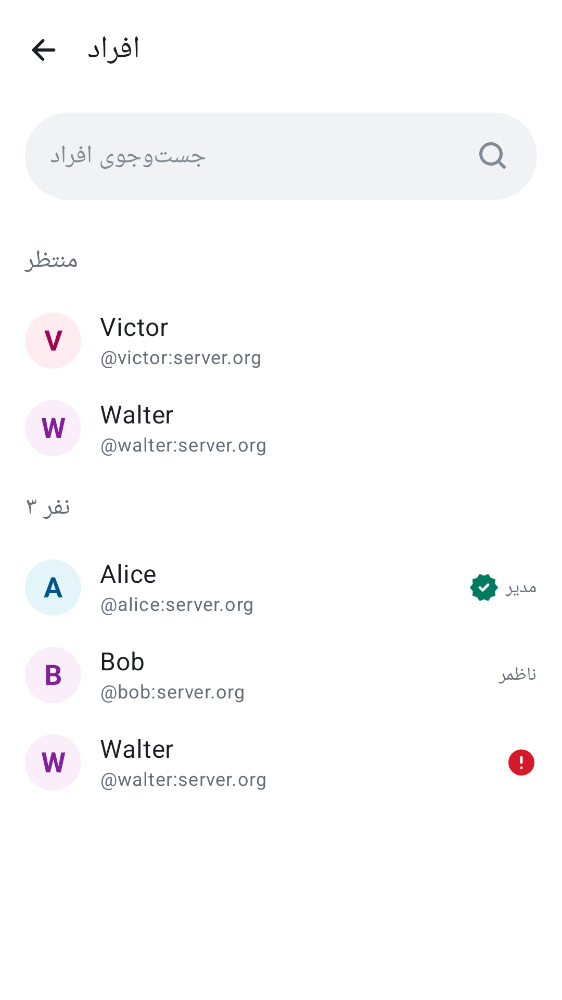 افراد
جست‌وجوی افراد
منتظر
V
Victor
@victor:server.org
W
Walter
@walter:server.org
۳ نفر
A
Alice
@alice:server.org
مدیر
B
Bob
@bob:server.org
ناظمر
W
Walter
@walter:server.org